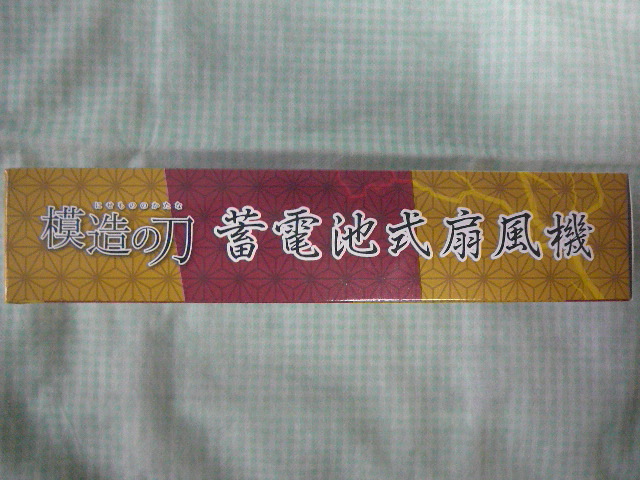 にせもののかたな
模造の刀
蓄電池式扇風機